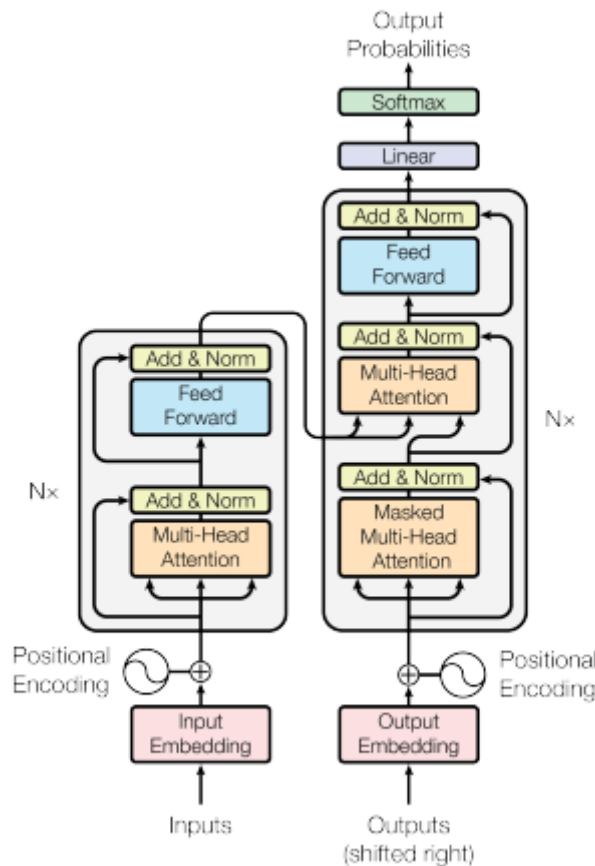 Output
Probabilities
Softmax
Linear
Add & Norm
Feed
Forward
Add & Norm
Multi-Head
Attention
Nx
Add & Norm
Masked
Multi-Head
Attention
Add & Norm
Feed
Forward
Nx
Add & Norm
Multi-Head
Attention
Positional
Encoding
Positional
Encoding
Input
Embedding
Output
Embedding
Inputs
Outputs
(shifted right)